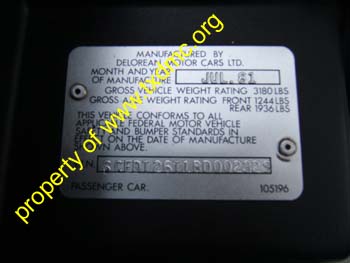 MANUFACTURED BY
DELOREAN MOTOR CARS LTD.
MONTH AND YEAR
OF MANUFACTURE JUL.81
GROSS VEHICLE WEIGHT RATING 3180 LBS
GROSS AXLE WEIGHT RATING FRONT 1244 LBS
REAR 1936 LBS
THIS VEHICLE CONFORMS TO ALL
APPLICABLE FEDERAL MOTOR VEHICLE
SAFETY AND BUMPER STANDARDS IN
EFFECT ON THE DATE OF MANUFACTURE
SHOWN ABOVE.
PASSENGER CAR. 105196
property of www.org